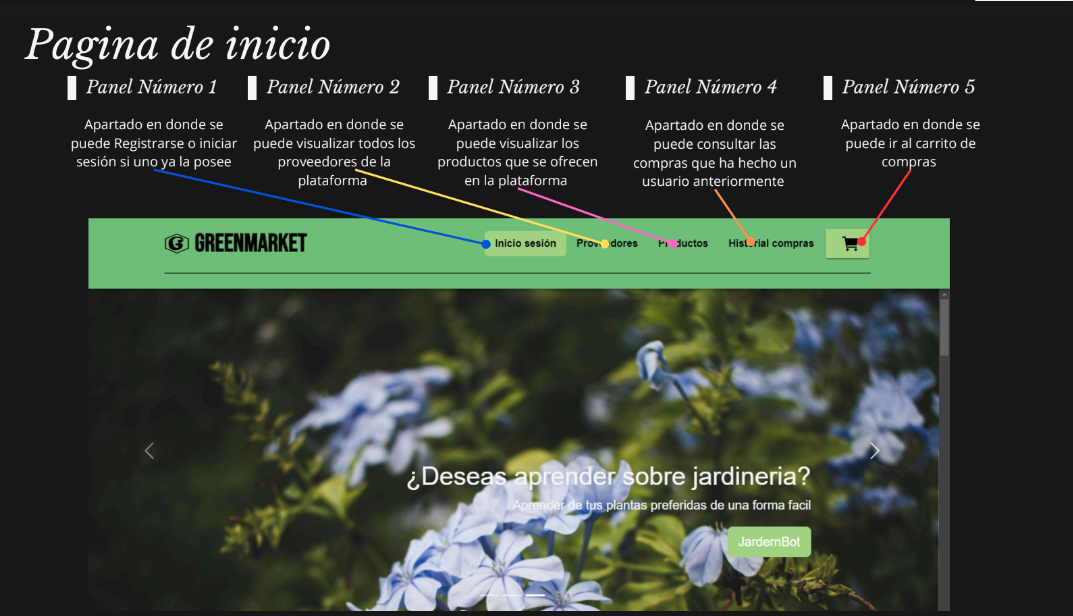 Pagina de inicio
Panel Número 1
Apartado en donde se
puede Registrarse o iniciar
sesión si uno ya la posee
Panel Número 2
Apartado en donde se
puede visualizar todos los
proveedores de la
plataforma
Panel Número 3
Apartado en donde se
puede visualizar los
productos que se ofrecen
en la plataforma
Panel Número 4
Apartado en donde se
puede consultar las
compras que ha hecho un
usuario anteriormente
Panel Número 5
Apartado en donde se
puede ir al carrito de
compras
GREENMARKET
Inicio sesión
Proveedores
Productos
Historial compras
¿Deseas aprender sobre jardineria?
Aprender de tus plantas preferidas de una forma facil
JardernBot